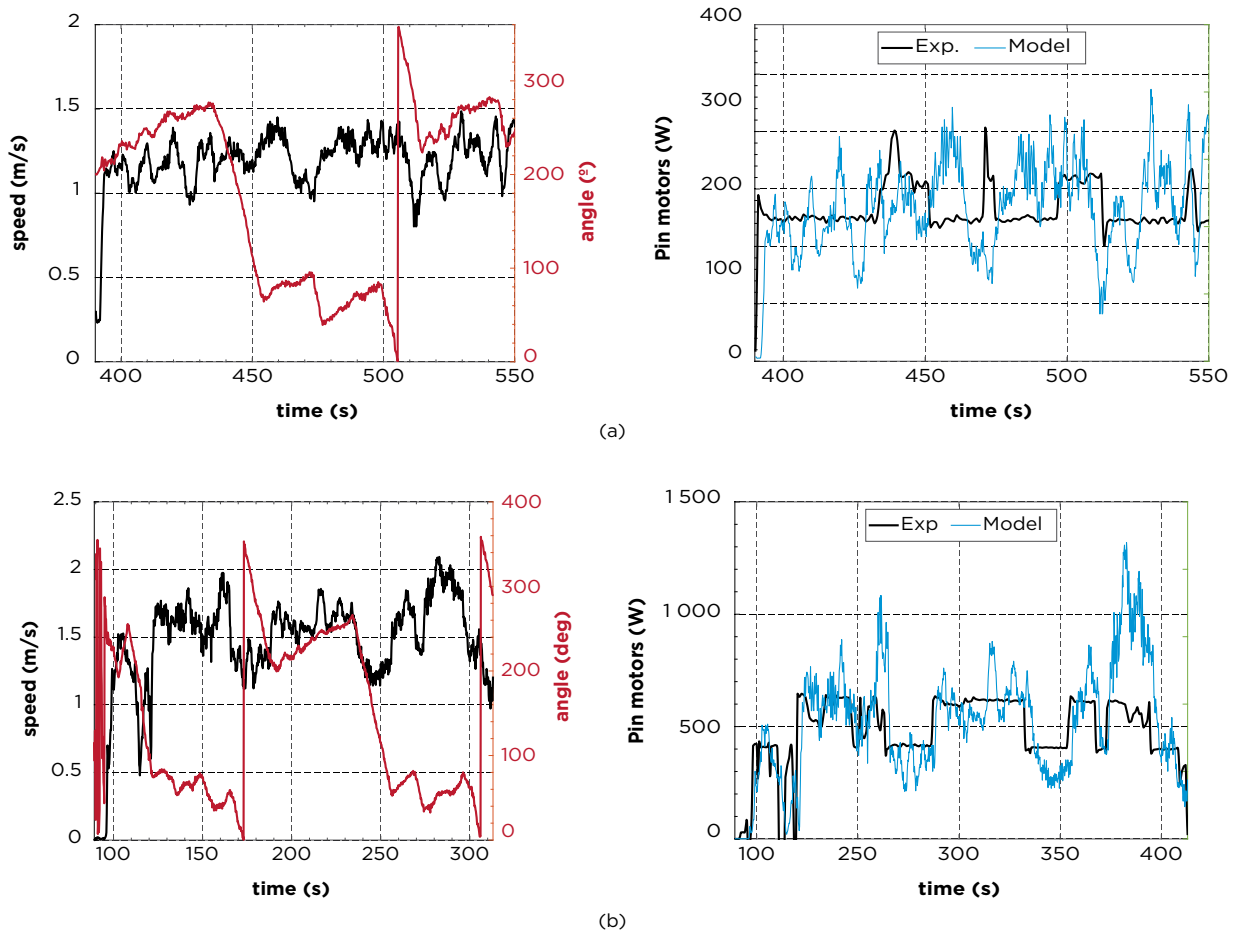 2
1.5
1
0.5
0
speed (m/s)
300
200
100
0
angle (º)
400 450 500 550
time (s)
400
300
200
100
0
Pin motors (W)
Exp. Model
400 450 500 550
time (s)
(a)
2.5
2
1.5
1
0.5
0
speed (m/s)
400
300
200
100
0
angle (deg)
100 150 200 250 300
time (s)
1 500
1 000
500
0
Pin motors (W)
Exp Model
100 250 300 350 400
time (s)
(b)